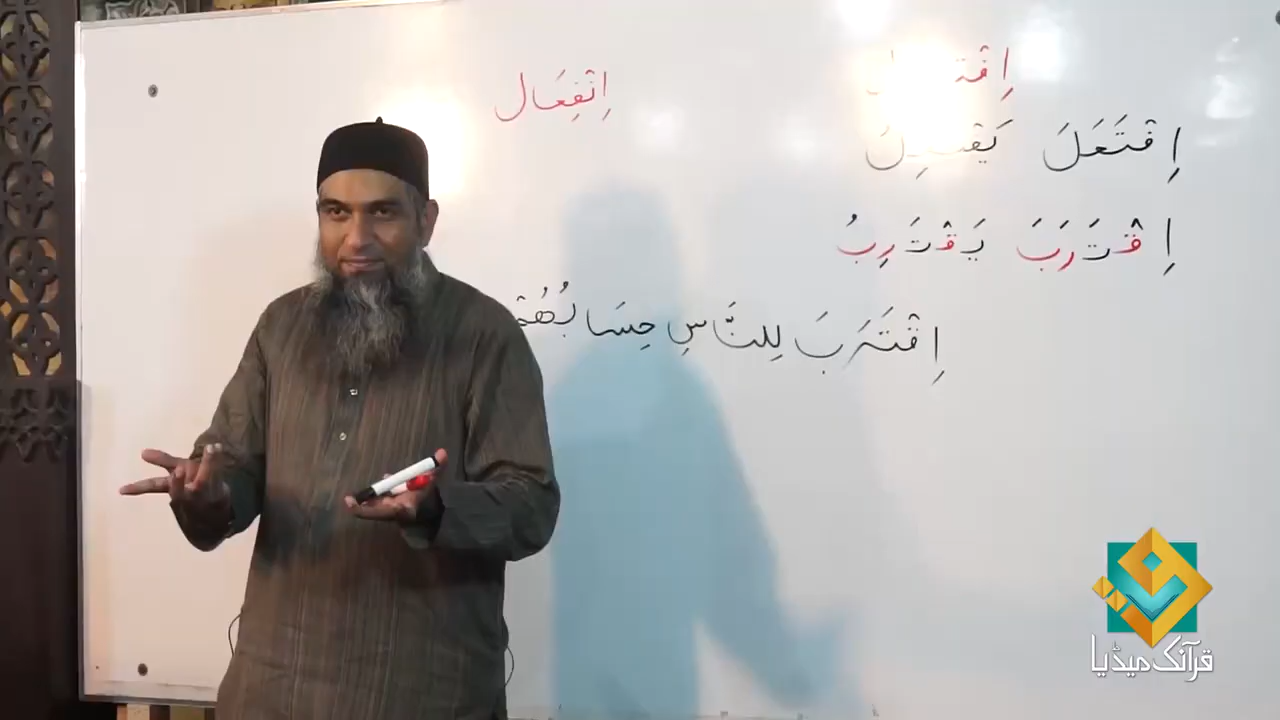 اِنْفِعَال
اِفْتَعَلَ
اِقْتَرَبَ يَقْتَرِبُ
اِقْتَرَبَ لِلنَّاسِ حِسَابُهُمْ
قرآنک میڈیا